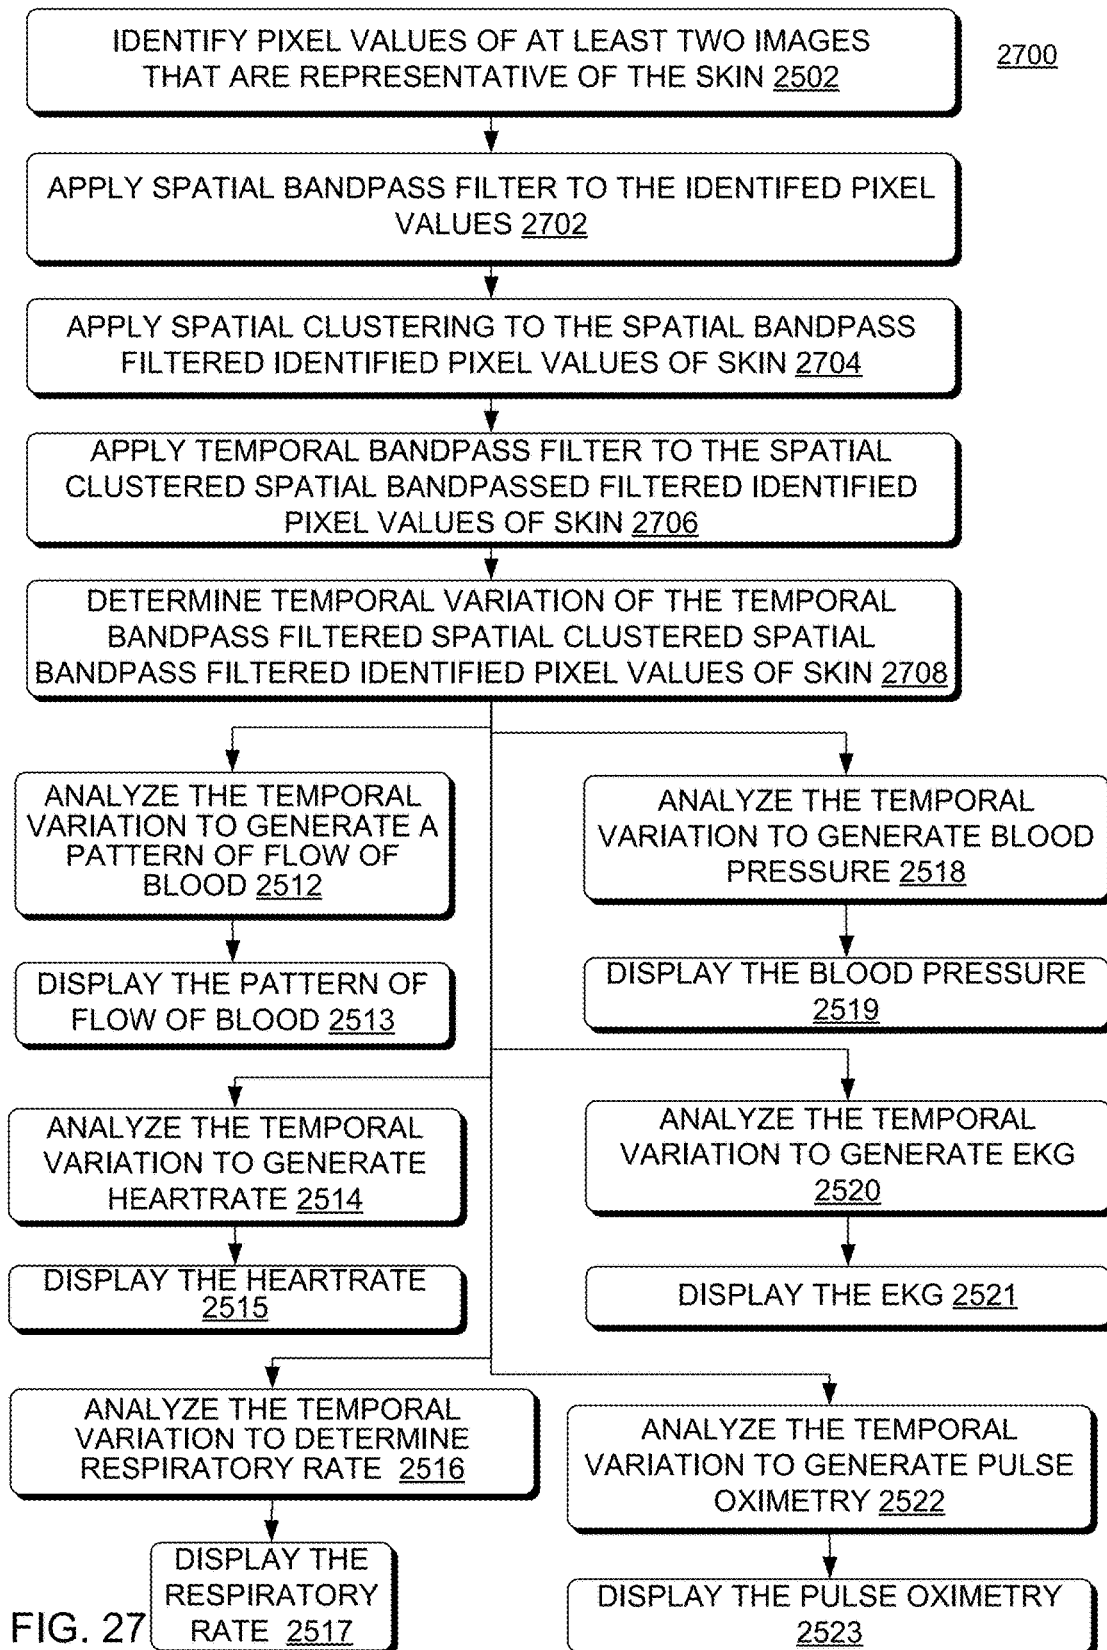 IDENTIFY PIXEL VALUES OF AT LEAST TWO IMAGES
THAT ARE REPRESENTATIVE OF THE SKIN 2502
2700
APPLY SPATIAL BANDPASS FILTER TO THE IDENTIFED PIXEL
VALUES 2702
APPLY SPATIAL CLUSTERING TO THE SPATIAL BANDPASS
FILTERED IDENTIFIED PIXEL VALUES OF SKIN 2704
APPLY TEMPORAL BANDPASS FILTER TO THE SPATIAL
CLUSTERED SPATIAL BANDPASSED FILTERED IDENTIFIED
PIXEL VALUES OF SKIN 2706
DETERMINE TEMPORAL VARIATION OF THE TEMPORAL
BANDPASS FILTERED SPATIAL CLUSTERED SPATIAL
BANDPASS FILTERED IDENTIFIED PIXEL VALUES OF SKIN 2708
ANALYZE THE TEMPORAL
VARIATION TO GENERATE A
PATTERN OF FLOW OF
BLOOD 2512
DISPLAY THE PATTERN OF
FLOW OF BLOOD 2513
ANALYZE THE TEMPORAL
VARIATION TO GENERATE BLOOD
PRESSURE 2518
DISPLAY THE BLOOD PRESSURE
2519
ANALYZE THE TEMPORAL
VARIATION TO GENERATE
HEARTRATE 2514
DISPLAY THE HEARTRATE
2515
ANALYZE THE TEMPORAL
VARIATION TO GENERATE EKG
2520
DISPLAY THE EKG 2521
ANALYZE THE TEMPORAL
VARIATION TO DETERMINE
RESPIRATORY RATE 2516
DISPLAY THE
RESPIRATORY
RATE 2517
ANALYZE THE TEMPORAL
VARIATION TO GENERATE PULSE
OXIMETRY 2522
DISPLAY THE PULSE OXIMETRY
2523
FIG. 27